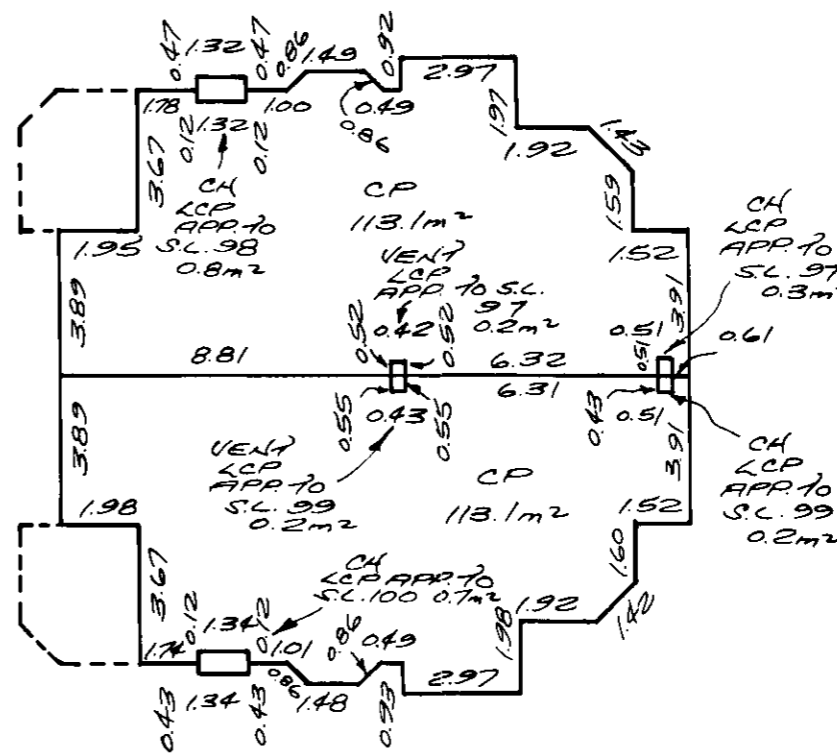 0.47
1.32
0.47
0.86
1.49
0.92
2.97
1.78
1.00
0.49
0.86
1.97
0.12
1.32
0.12
1.92
1.43
3.67
CH
LCP
APP. TO
S.L. 98
0.8m²
CP
113.1m²
1.59
1.95
1.52
CH
LCP
APP. TO
S.L. 97
0.3m
VENT
LCP
APP. TO S.L.
97
0.2m²
3.89
3.91
0.52
0.42
0.52
0.51
0.51
0.61
8.81
6.32
6.31
0.55
0.43
0.55
0.43
0.51
3.89
3.91
VENT
LCP
APP. TO
S.L. 99
0.2m²
CP
113.1m²
CH
LCP
APP. TO
S.L. 99
0.2m²
1.98
1.52
3.67
1.60
CH
LCP APP. TO
S.L. 100 0.7m²
0.12
1.34
0.12
1.92
1.42
1.74
1.01
0.86
0.49
1.98
0.43
1.34
0.43
0.86
1.48
0.93
2.97